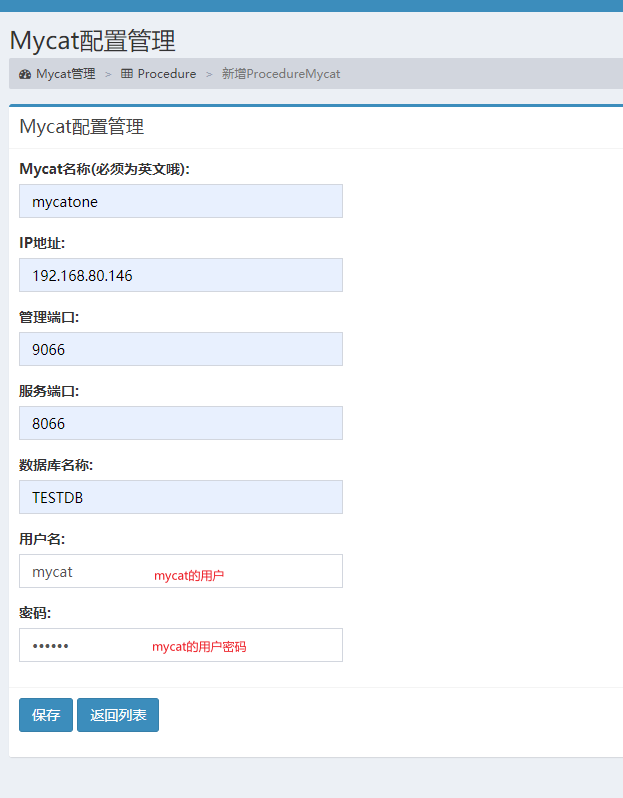 Mycat配置管理
Mycat管理 > Procedure > 新增ProcedureMycat
Mycat配置管理
Mycat名称(必须为英文哦):
mycatone
IP地址:
192.168.80.146
管理端口:
9066
服务端口:
8066
数据库名称:
TESTDB
用户名:
mycat mycat的用户
密码:
•••••• mycat的用户密码
保存 返回列表